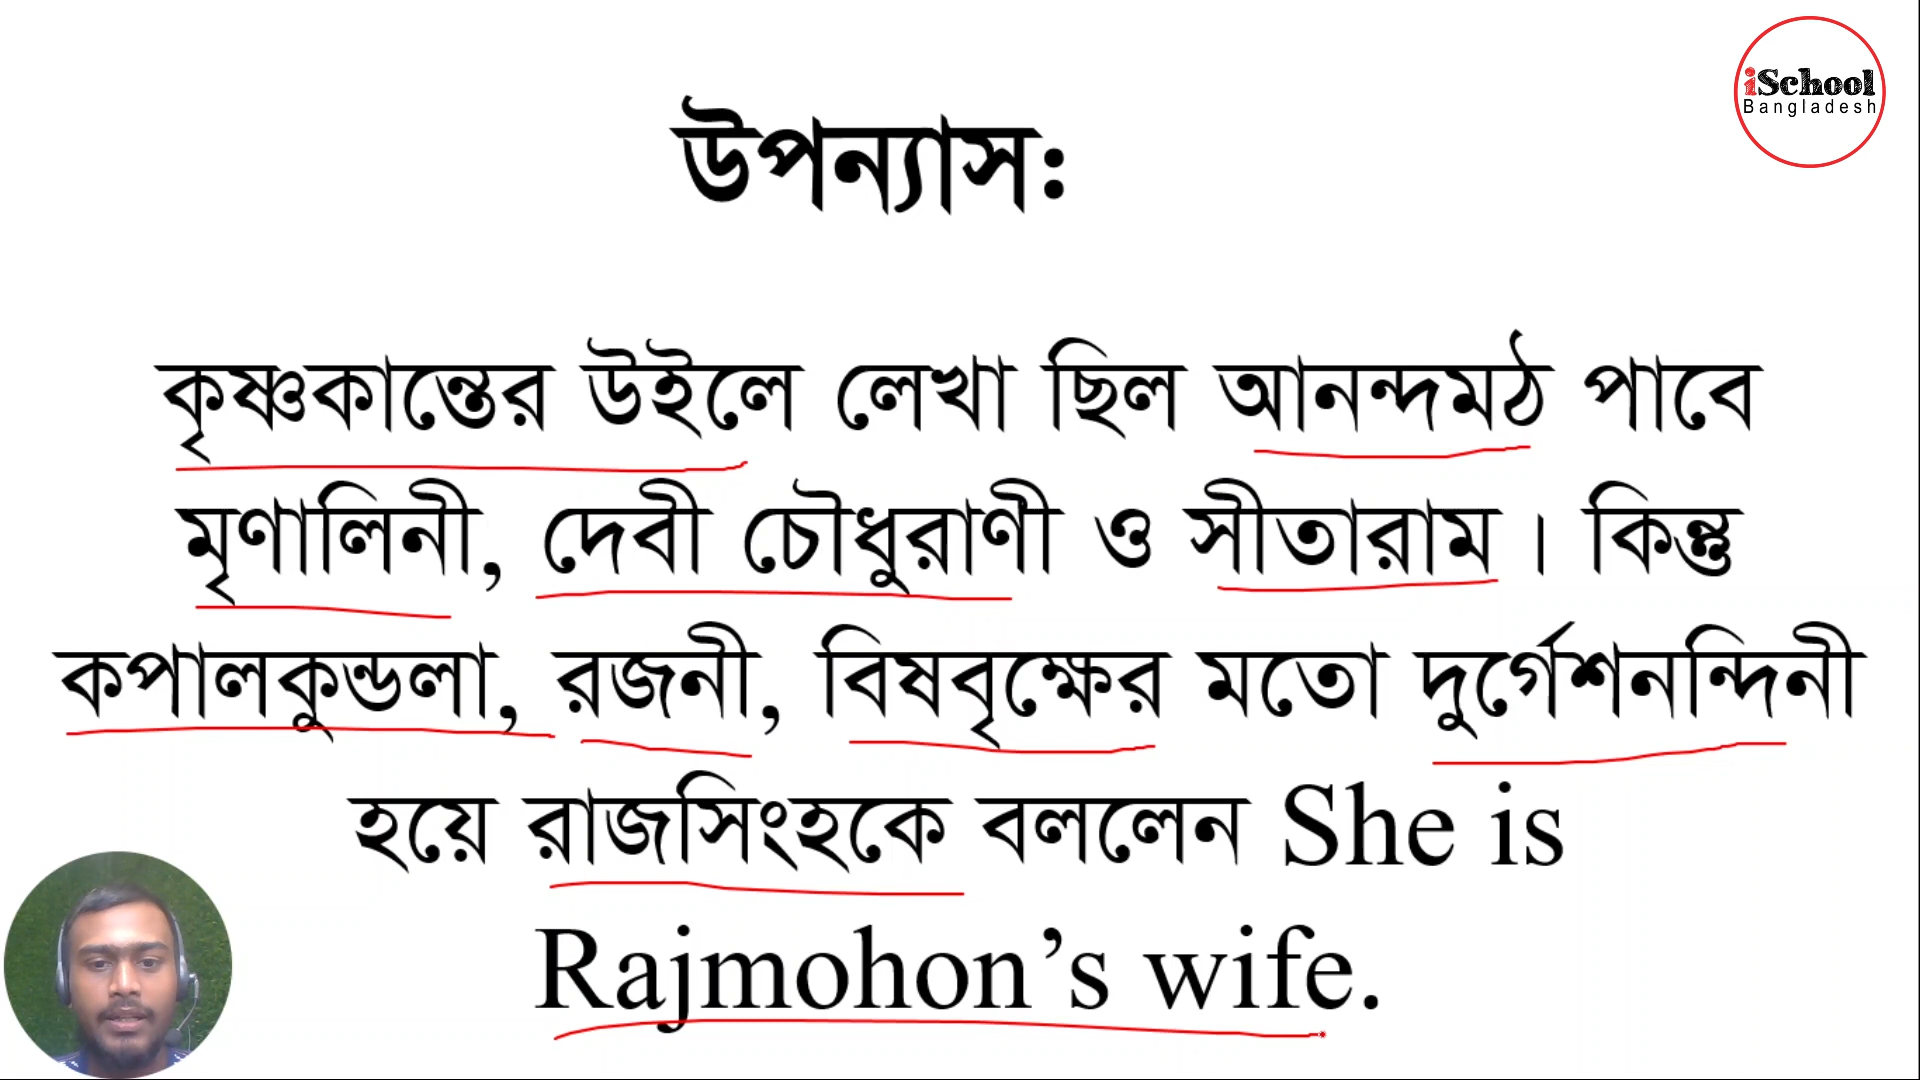 iSchool
Bangladesh
উপন্যাস:
কৃষ্ণকান্তের উইলে লেখা ছিল আনন্দমঠ পাবে
মৃণালিনী, দেবী চৌধুরাণী ও সীতারাম। কিন্তু
কপালকুন্ডলা, রজনী, বিষবৃক্ষের মতো দুর্গেশনন্দিনী
হয়ে রাজসিংহকে বললেন She is
Rajmohon’s wife.